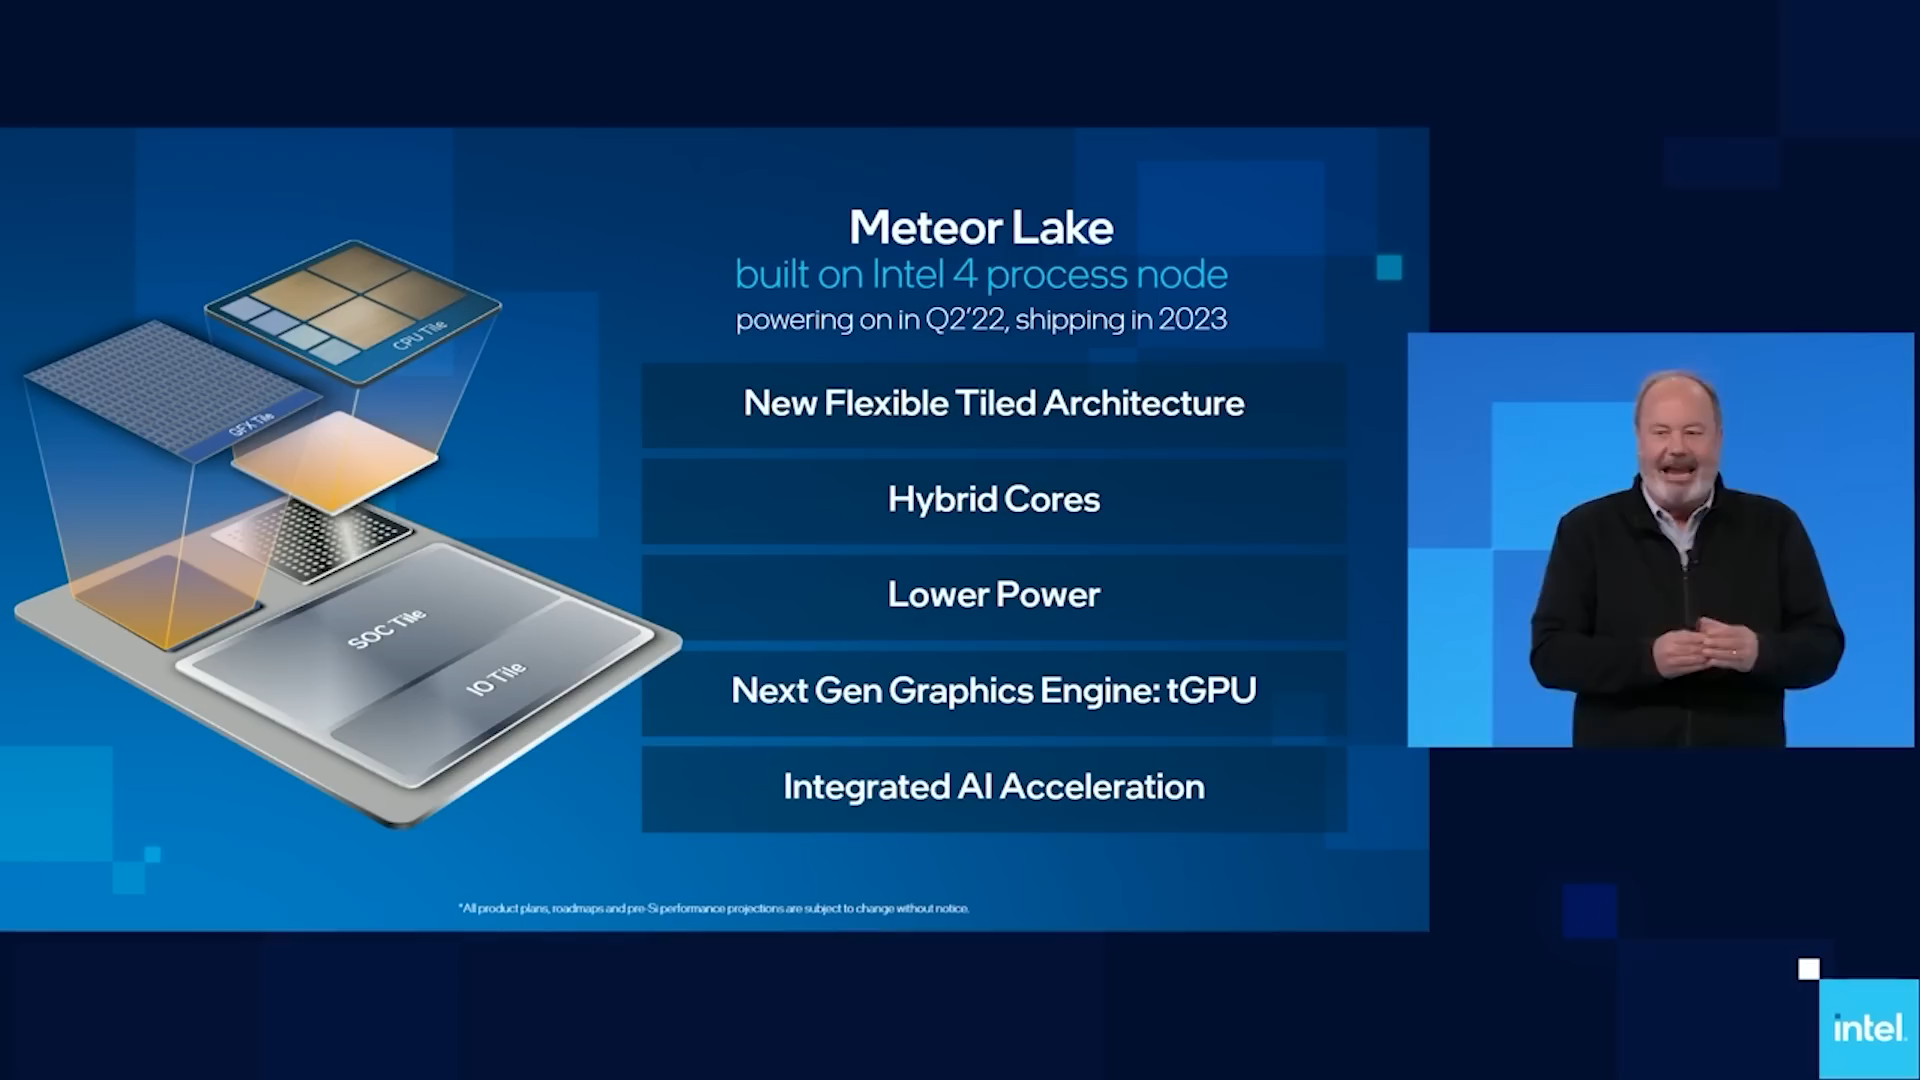 Meteor Lake
built on Intel 4 process node
powering on in Q2'22, shipping in 2023
New Flexible Tiled Architecture
Hybrid Cores
Lower Power
Next Gen Graphics Engine: tGPU
Integrated AI Acceleration
CPU Tile
GFX Tile
SOC Tile
IO Tile
*All product plans, roadmaps and pre-Si performance projections are subject to change without notice.
intel.